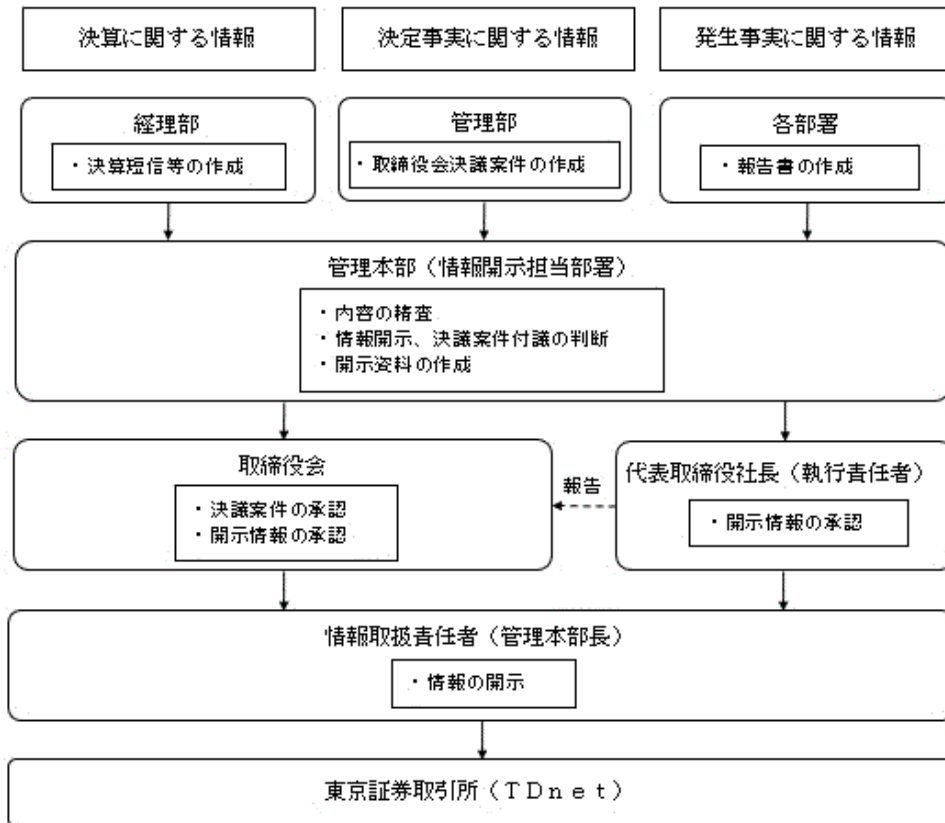 決算に関する情報
決定事実に関する情報
発生事実に関する情報
経理部
・決算短信等の作成
管理部
・取締役会決議案件の作成
各部署
・報告書の作成
管理本部(情報開示担当部署)
・内容の精査
・情報開示、決議案件付議の判断
・開示資料の作成
取締役会
・決議案件の承認
・開示情報の承認
報告
代表取締役社長(執行責任者)
・開示情報の承認
情報取扱責任者(管理本部長)
・情報の開示
東京証券取引所(TDnet)